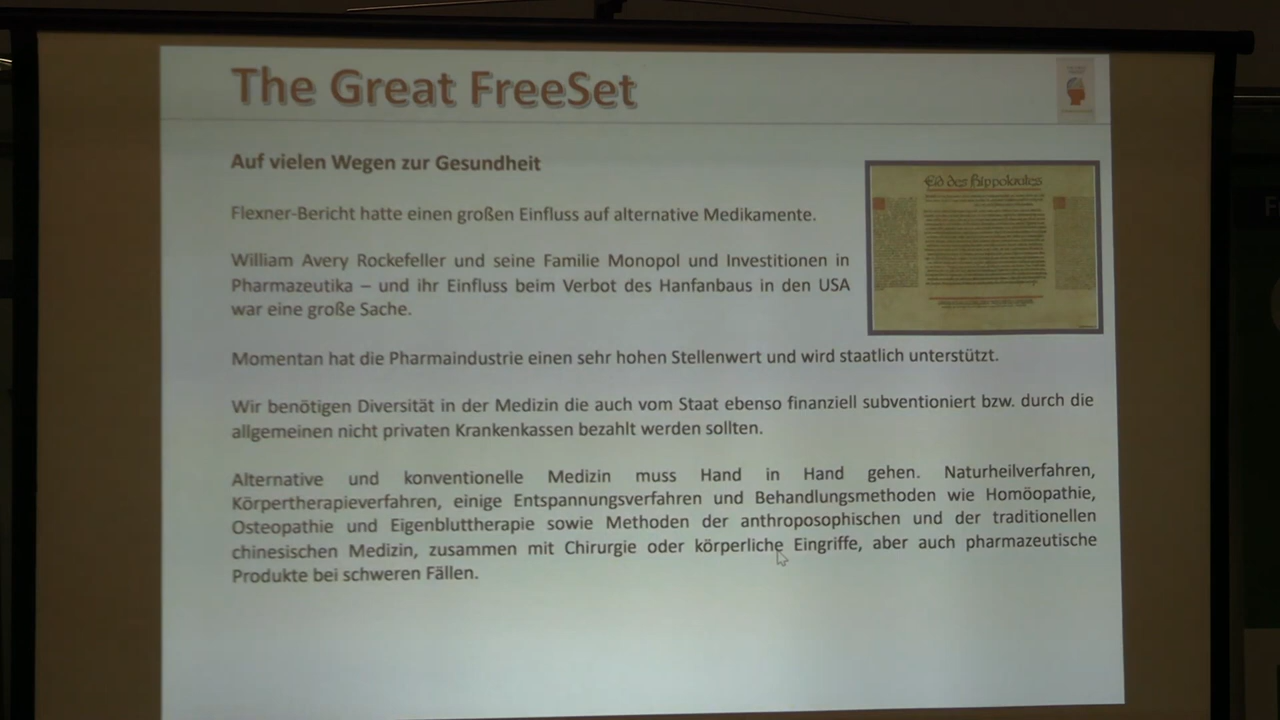 The Great FreeSet
Auf vielen Wegen zur Gesundheit
Eid des Hippokrates
Flexner-Bericht hatte einen großen Einfluss auf alternative Medikamente.
William Avery Rockefeller und seine Familie Monopol und Investitionen in
Pharmazeutika – und ihr Einfluss beim Verbot des Hanfanbaus in den USA
war eine große Sache.
Momentan hat die Pharmaindustrie einen sehr hohen Stellenwert und wird staatlich unterstützt.
Wir benötigen Diversität in der Medizin die auch vom Staat ebenso finanziell subventioniert bzw. durch die
allgemeinen nicht privaten Krankenkassen bezahlt werden sollten.
Alternative und konventionelle Medizin muss Hand in Hand gehen. Naturheilverfahren,
Körpertherapieverfahren, einige Entspannungsverfahren und Behandlungsmethoden wie Homöopathie,
Osteopathie und Eigenbluttherapie sowie Methoden der anthroposophischen und der traditionellen
chinesischen Medizin, zusammen mit Chirurgie oder körperliche Eingriffe, aber auch pharmazeutische
Produkte bei schweren Fällen.